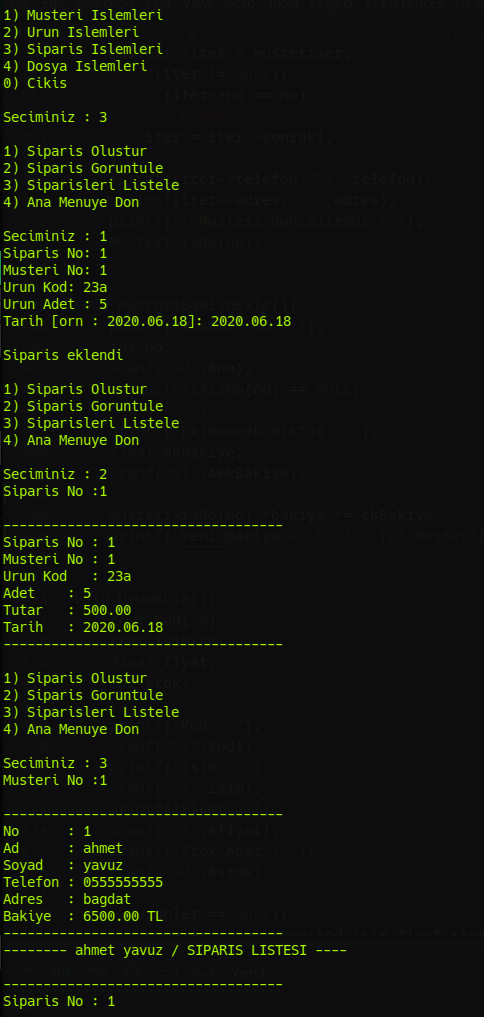 1) Musteri Islemleri
2) Urun Islemleri
3) Siparis Islemleri
4) Dosya Islemleri
0) Cikis
Seciminiz : 3
1) Siparis Olustur
2) Siparis Goruntule
3) Siparisleri Listele
4) Ana Menuye Don
Seciminiz : 1
Siparis No: 1
Musteri No: 1
Urun Kod: 23a
Urun Adet : 5
Tarih [orn : 2020.06.18]: 2020.06.18
Siparis eklendi
1) Siparis Olustur
2) Siparis Goruntule
3) Siparisleri Listele
4) Ana Menuye Don
Seciminiz : 2
Siparis No :1
-----------------------------------
Siparis No : 1
Musteri No : 1
Urun Kod   : 23a
Adet    : 5
Tutar   : 500.00
Tarih   : 2020.06.18
-----------------------------------
1) Siparis Olustur
2) Siparis Goruntule
3) Siparisleri Listele
4) Ana Menuye Don
Seciminiz : 3
Musteri No :1
-----------------------------------
No      : 1
Ad      : ahmet
Soyad   : yavuz
Telefon : 0555555555
Adres   : bagdat
Bakiye  : 6500.00 TL
-----------------------------------
-------- ahmet yavuz / SIPARIS LISTESI ----
-----------------------------------
Siparis No : 1